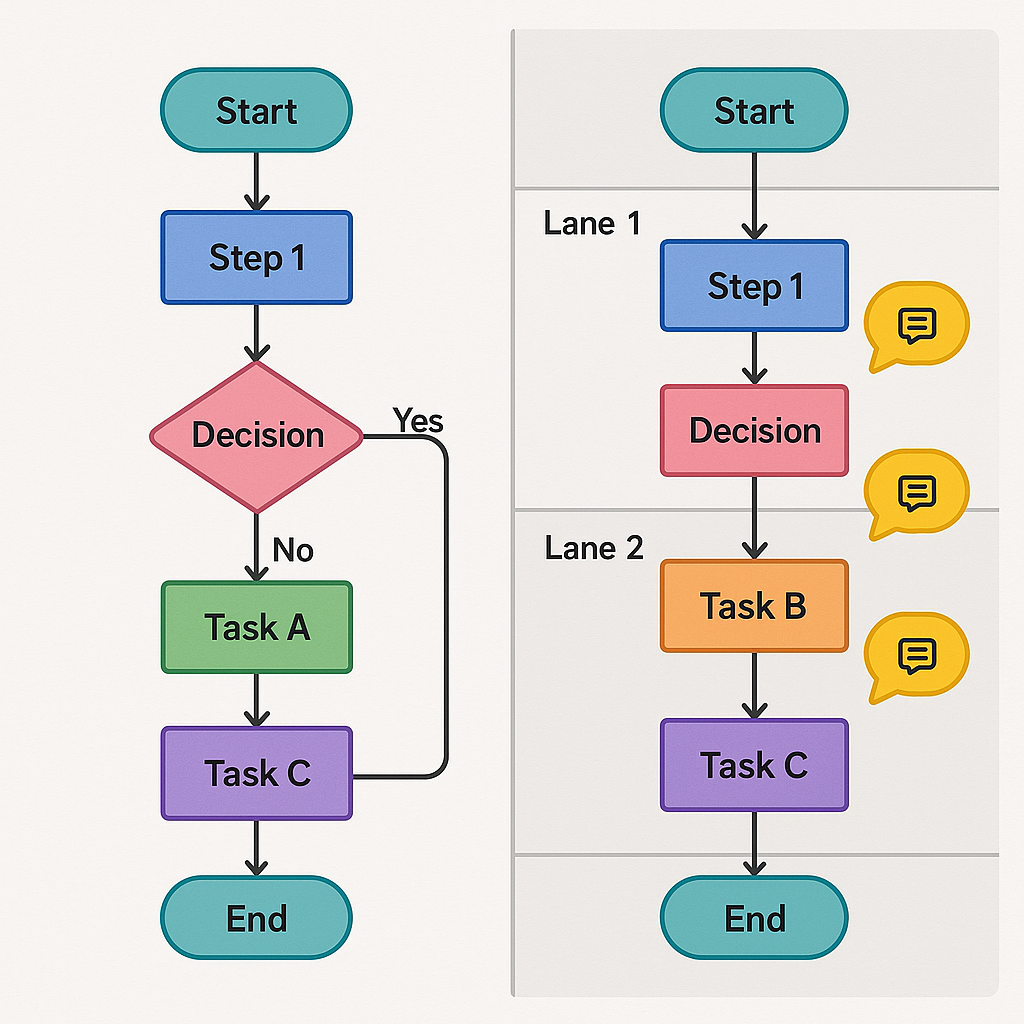 Start
Step 1
Decision
Yes
No
Task A
Task C
End
Start
Lane 1
Step 1
Decision
Lane 2
Task B
Task C
End